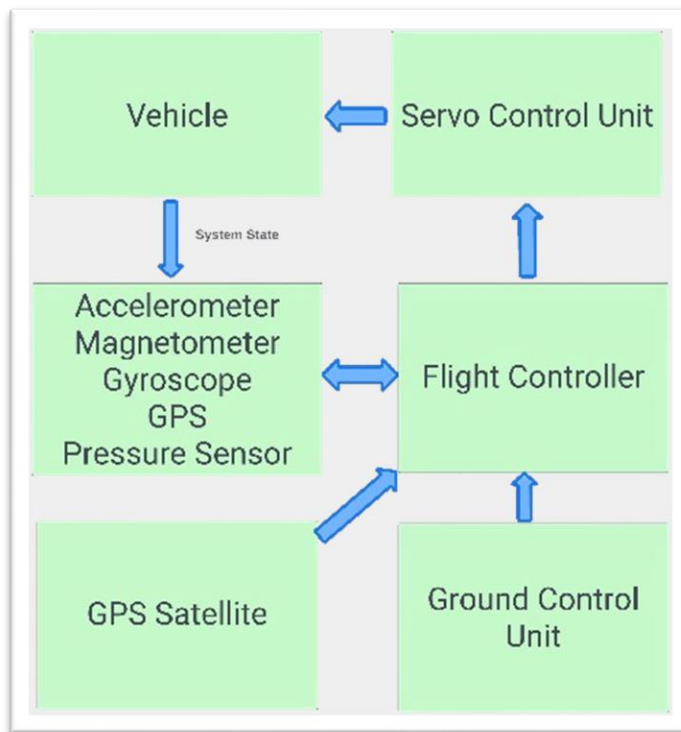 Vehicle
Servo Control Unit
System State
Accelerometer
Magnetometer
Gyroscope
GPS
Pressure Sensor
Flight Controller
GPS Satellite
Ground Control
Unit